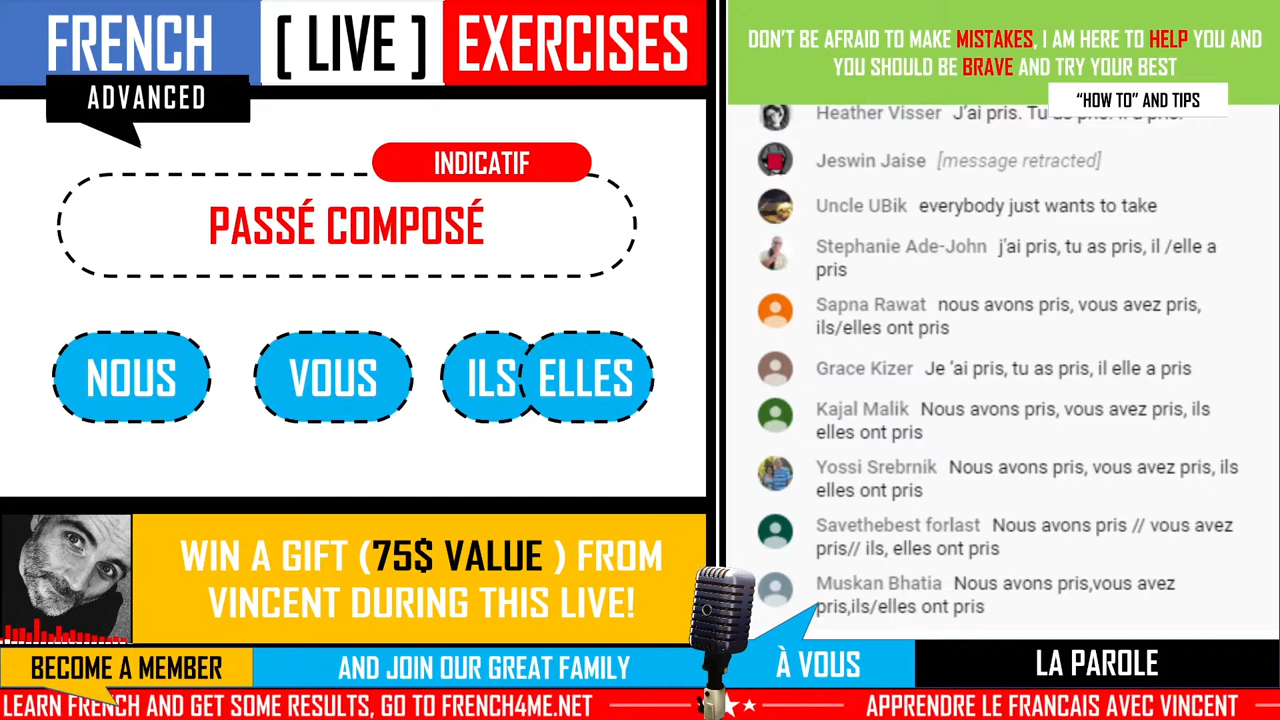 FRENCH
[ LIVE ]
EXERCISES
ADVANCED
INDICATIF
PASSÉ COMPOSÉ
NOUS
VOUS
ILS
ELLES
WIN A GIFT (75$ VALUE ) FROM
VINCENT DURING THIS LIVE!
BECOME A MEMBER
AND JOIN OUR GREAT FAMILY
DON'T BE AFRAID TO MAKE MISTAKES, I AM HERE TO HELP YOU AND
YOU SHOULD BE BRAVE AND TRY YOUR BEST
“HOW TO” AND TIPS
Heather Visser J'ai pris. Tu as pris. Il a pris.
Jeswin Jaise [message retracted]
Uncle UBik everybody just wants to take
Stephanie Ade-John j'ai pris, tu as pris, il /elle a
pris
Sapna Rawat nous avons pris, vous avez pris,
ils/elles ont pris
Grace Kizer Je 'ai pris, tu as pris, il elle a pris
Kajal Malik Nous avons pris, vous avez pris, ils
elles ont pris
Yossi Srebrnik Nous avons pris, vous avez pris, ils
elles ont pris
Savethebest forlast Nous avons pris // vous avez
pris// ils, elles ont pris
Muskan Bhatia Nous avons pris,vous avez
pris,ils/elles ont pris
À VOUS
LA PAROLE
LEARN FRENCH AND GET SOME RESULTS, GO TO FRENCH4ME.NET
APPRENDRE LE FRANCAIS AVEC VINCENT